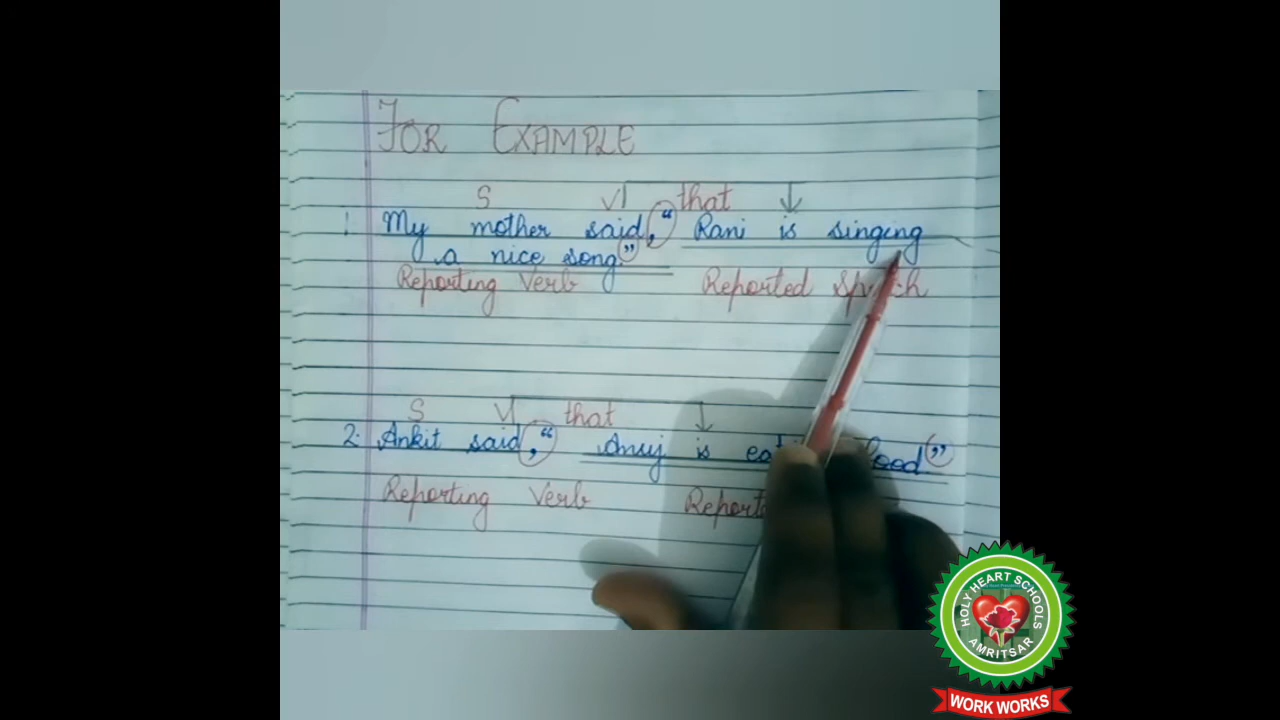 FOR EXAMPLE
S V that
1. My mother said, " Rani is singing
a nice song."
Reporting Verb Reported
S V that
2. Ankit said, " Anuj is food"
Reporting Verb
HOLY HEART SCHOOLS
AMRITSAR
WORK WORKS